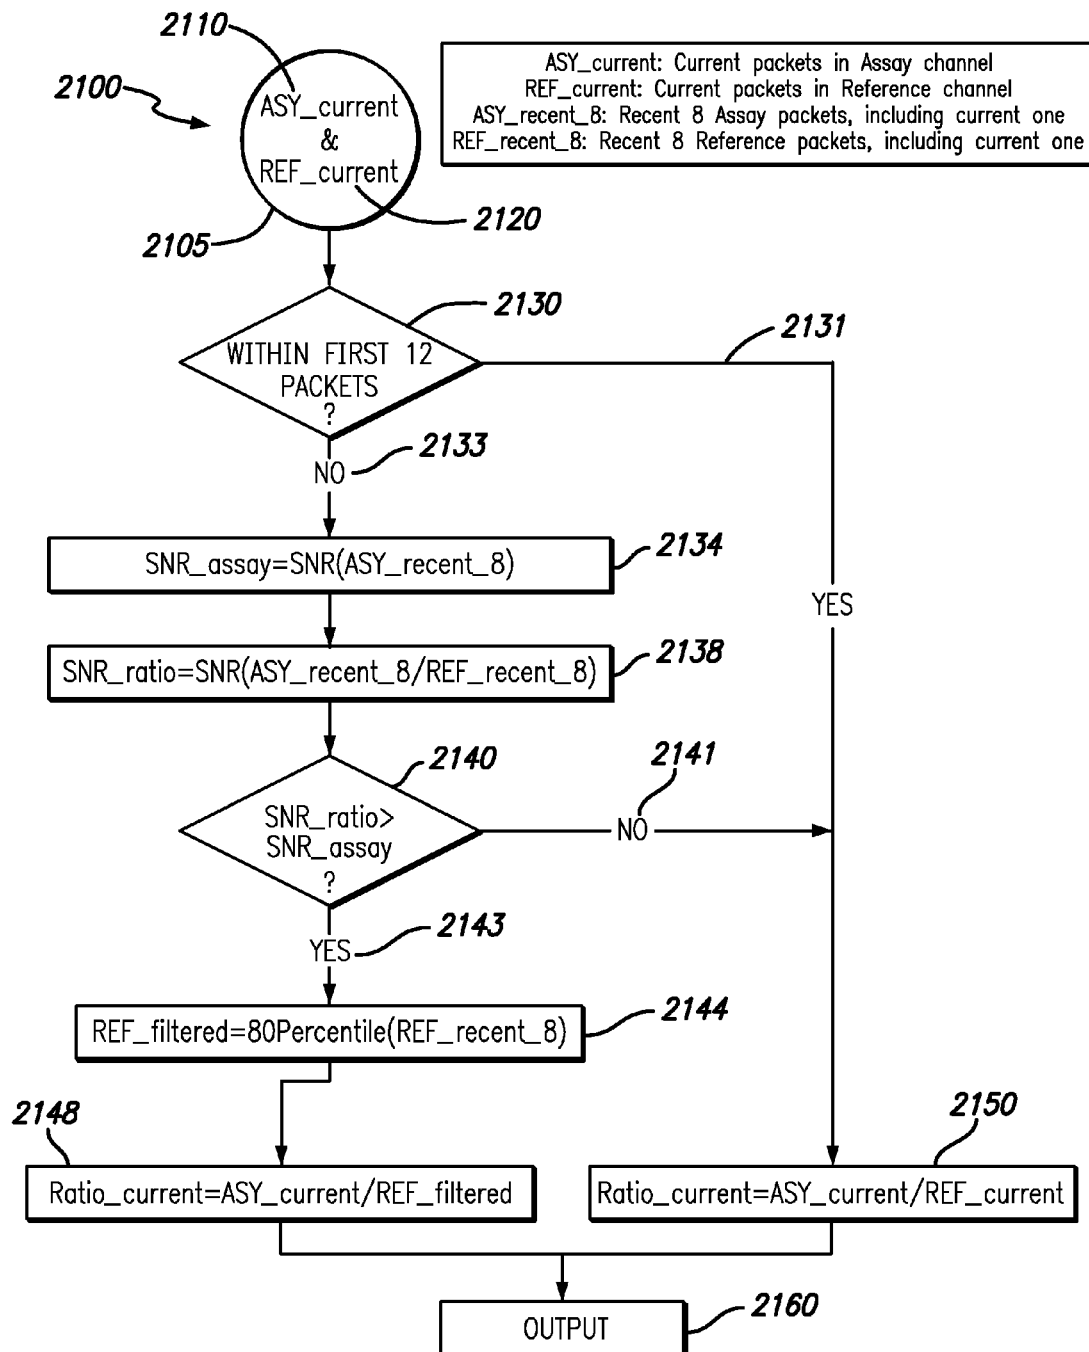 2110
2100
ASY_current
&
REF_current
2120
2105
ASY_current: Current packets in Assay channel
REF_current: Current packets in Reference channel
ASY_recent_8: Recent 8 Assay packets, including current one
REF_recent_8: Recent 8 Reference packets, including current one
2130
2131
WITHIN FIRST 12
PACKETS
?
NO
2133
SNR_assay=SNR(ASY_recent_8)
2134
YES
SNR_ratio=SNR(ASY_recent_8/REF_recent_8)
2138
2140
2141
SNR_ratio>
SNR_assay
?
NO
YES
2143
REF_filtered=80Percentile(REF_recent_8)
2144
2148
2150
Ratio_current=ASY_current/REF_filtered
Ratio_current=ASY_current/REF_current
OUTPUT
2160